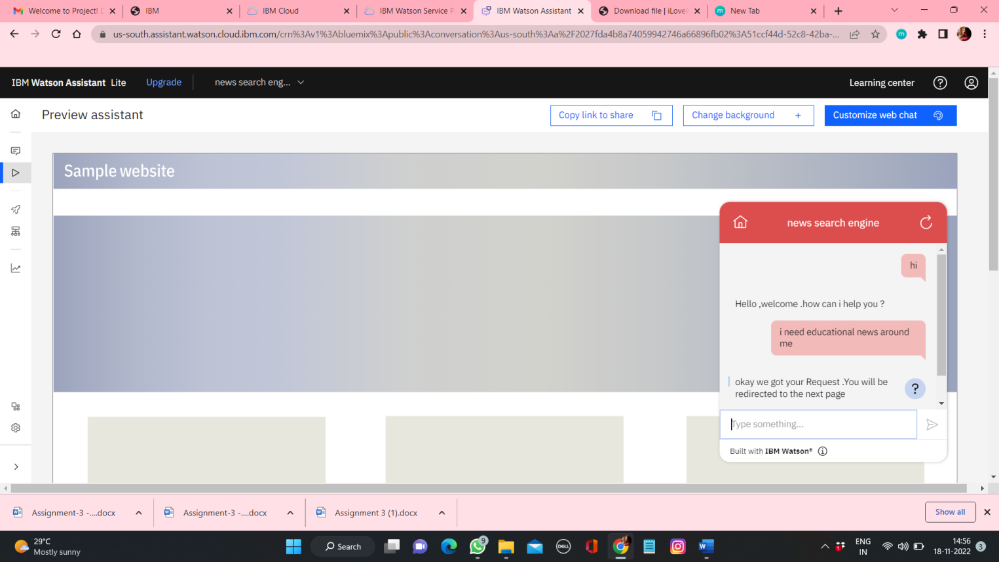 Welcome to Project! D
IBM
IBM Cloud
IBM Watson Service P
IBM Watson Assistant
Download file | iLoveP
New Tab
us-south.assistant.watson.cloud.ibm.com/crn%3Av1%3Abluemix%3Apublic%3Aconversation%3Aus-south%3Aa%2F2027fda4b8a74059942746a66896fb02%3A51ccf44d-52c8-42ba-...
m
IBM Watson Assistant Lite
Upgrade
news search eng...
Learning center
Preview assistant
Copy link to share
Change background +
Customize web chat
Sample website
news search engine
hi
Hello ,welcome .how can i help you ?
i need educational news around
me
okay we got your Request .You will be
redirected to the next page
?
Type something...
Built with IBM Watson®
Assignment-3 -....docx
Assignment-3 -....docx
Assignment 3 (1).docx
Show all
29°C
Mostly sunny
Search
9
DELL
ENG
IN
14:56
18-11-2022
3